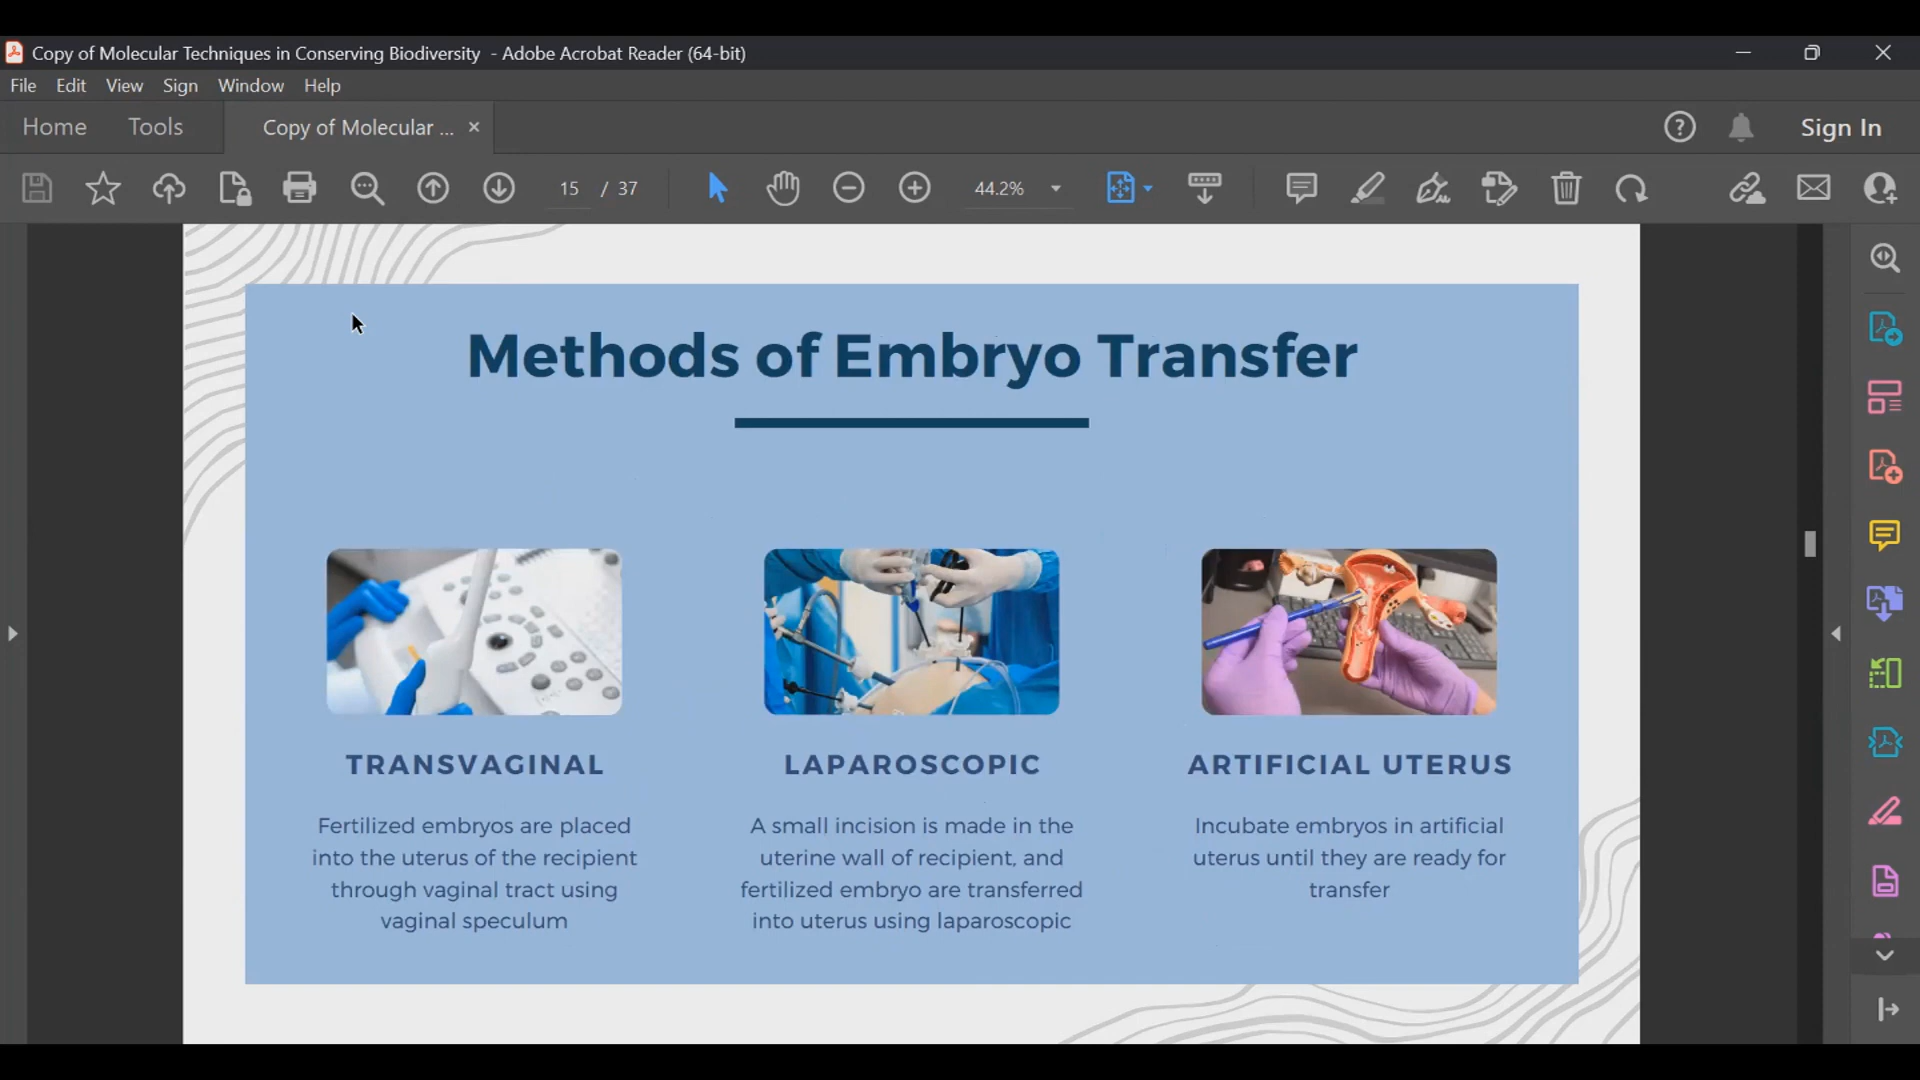 Copy of Molecular Techniques in Conserving Biodiversity - Adobe Acrobat Reader (64-bit)
File Edit View Sign Window Help
Home Tools Copy of Molecular ... × Sign In
15 / 37 44.2%
Methods of Embryo Transfer
TRANSVAGINAL
Fertilized embryos are placed
into the uterus of the recipient
through vaginal tract using
vaginal speculum
LAPAROSCOPIC
A small incision is made in the
uterine wall of recipient, and
fertilized embryo are transferred
into uterus using laparoscopic
ARTIFICIAL UTERUS
Incubate embryos in artificial
uterus until they are ready for
transfer